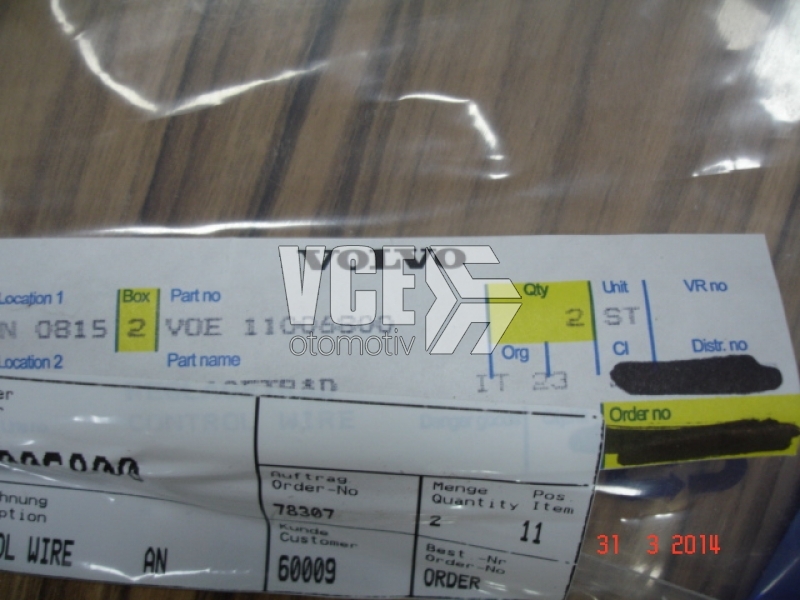 VOLVO
VCE
otomotiv
Location 1 Box Part no Qty Unit VR no
N 0815 2 VOE 2 ST
Location 2 Part name Org CI Distr. no
IT 23
CONTROL WIRE
Order no
Auftrag
Order-No
78307
Menge
Quantity
2
Pos
Item
11
hnung
ption
OL WIRE AN
Kunde
Customer
60009
Best.-Nr
Order-No
ORDER
31 3 2014